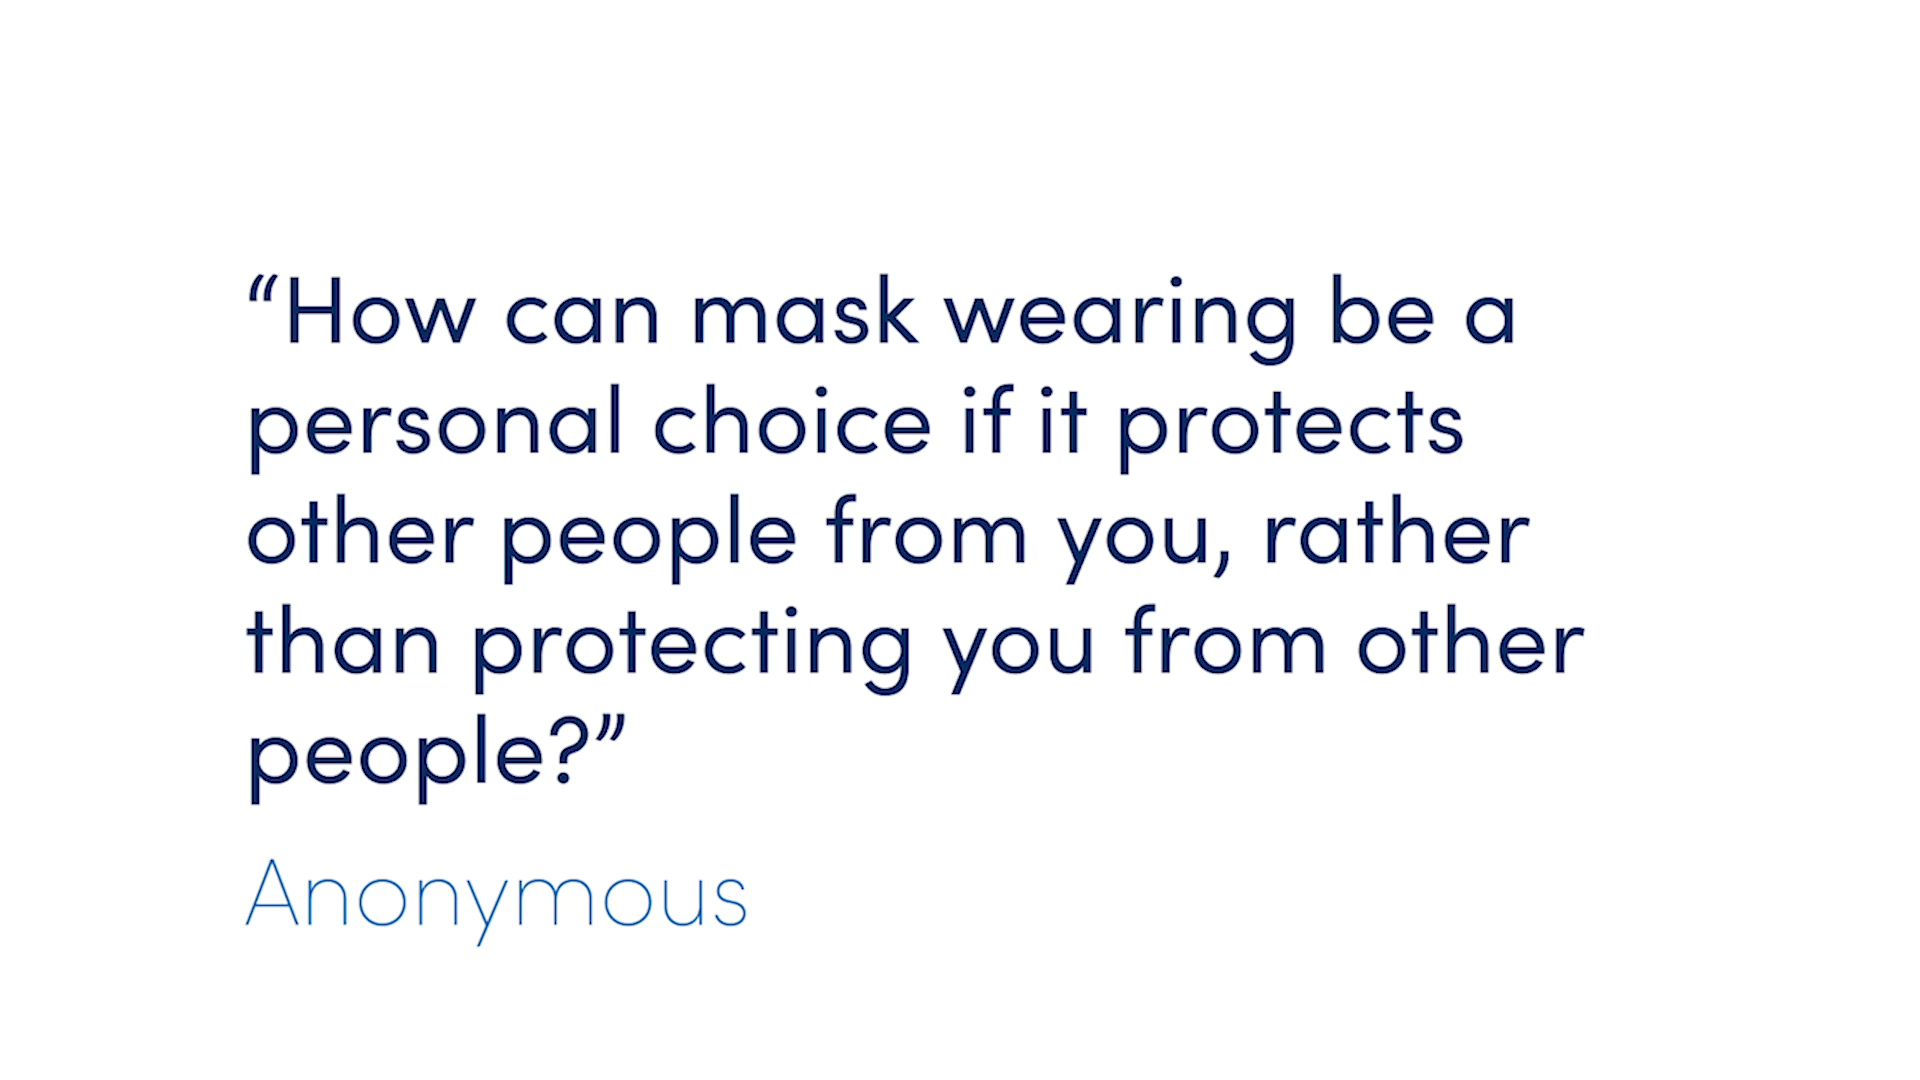 “How can mask wearing be a
personal choice if it protects
other people from you, rather
than protecting you from other
people?”
Anonymous